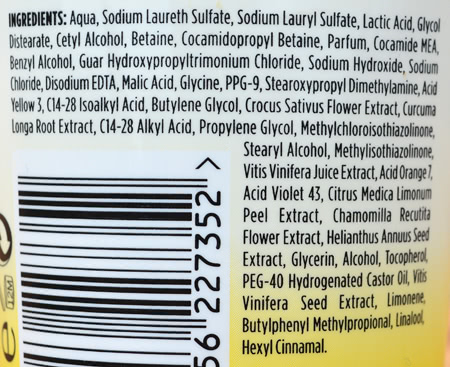 INGREDIENTS: Aqua, Sodium Laureth Sulfate, Sodium Lauryl Sulfate, Lactic Acid, Glycol
Distearate, Cetyl Alcohol, Betaine, Cocamidopropyl Betaine, Parfum, Cocamide MEA,
Benzyl Alcohol, Guar Hydroxypropyltrimonium Chloride, Sodium Hydroxide, Sodium
Chloride, Disodium EDTA, Malic Acid, Glycine, PPG-9, Stearoxypropyl Dimethylamine, Acid
Yellow 3, C14-28 Isoalkyl Acid, Butylene Glycol, Crocus Sativus Flower Extract, Curcuma
Longa Root Extract, C14-28 Alkyl Acid, Propylene Glycol, Methylchloroisothiazolinone,
Stearyl Alcohol, Methylisothiazolinone,
Vitis Vinifera Juice Extract, Acid Orange 7,
Acid Violet 43, Citrus Medica Limonum
Peel Extract, Chamomilla Recutita
Flower Extract, Helianthus Annuus Seed
Extract, Glycerin, Alcohol, Tocopherol,
PEG-40 Hydrogenated Castor Oil, Vitis
Vinifera Seed Extract, Limonene,
Butylphenyl Methylpropional, Linalool,
Hexyl Cinnamal.
56 227352 >
e 12M